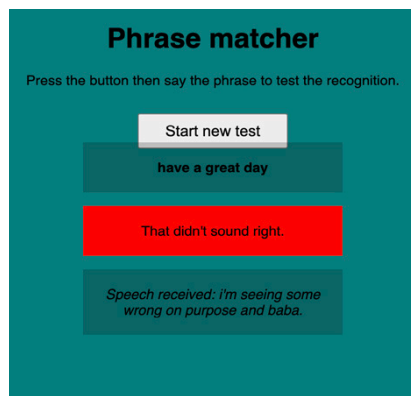 Phrase matcher
Press the button then say the phrase to test the recognition.
Start new test
have a great day
That didn't sound right.
Speech received: i'm seeing some
wrong on purpose and baba.